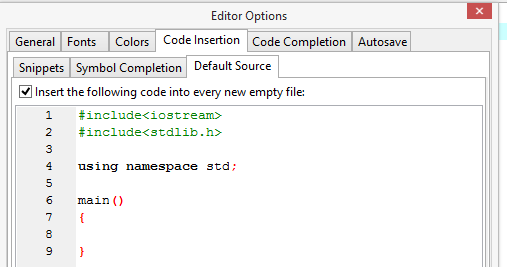 Editor Options
General Fonts Colors Code Insertion Code Completion Autosave
Snippets Symbol Completion Default Source
Insert the following code into every new empty file:
1 #include<iostream>
2 #include<stdlib.h>
3
4 using namespace std;
5
6 main()
7 {
8
9 }